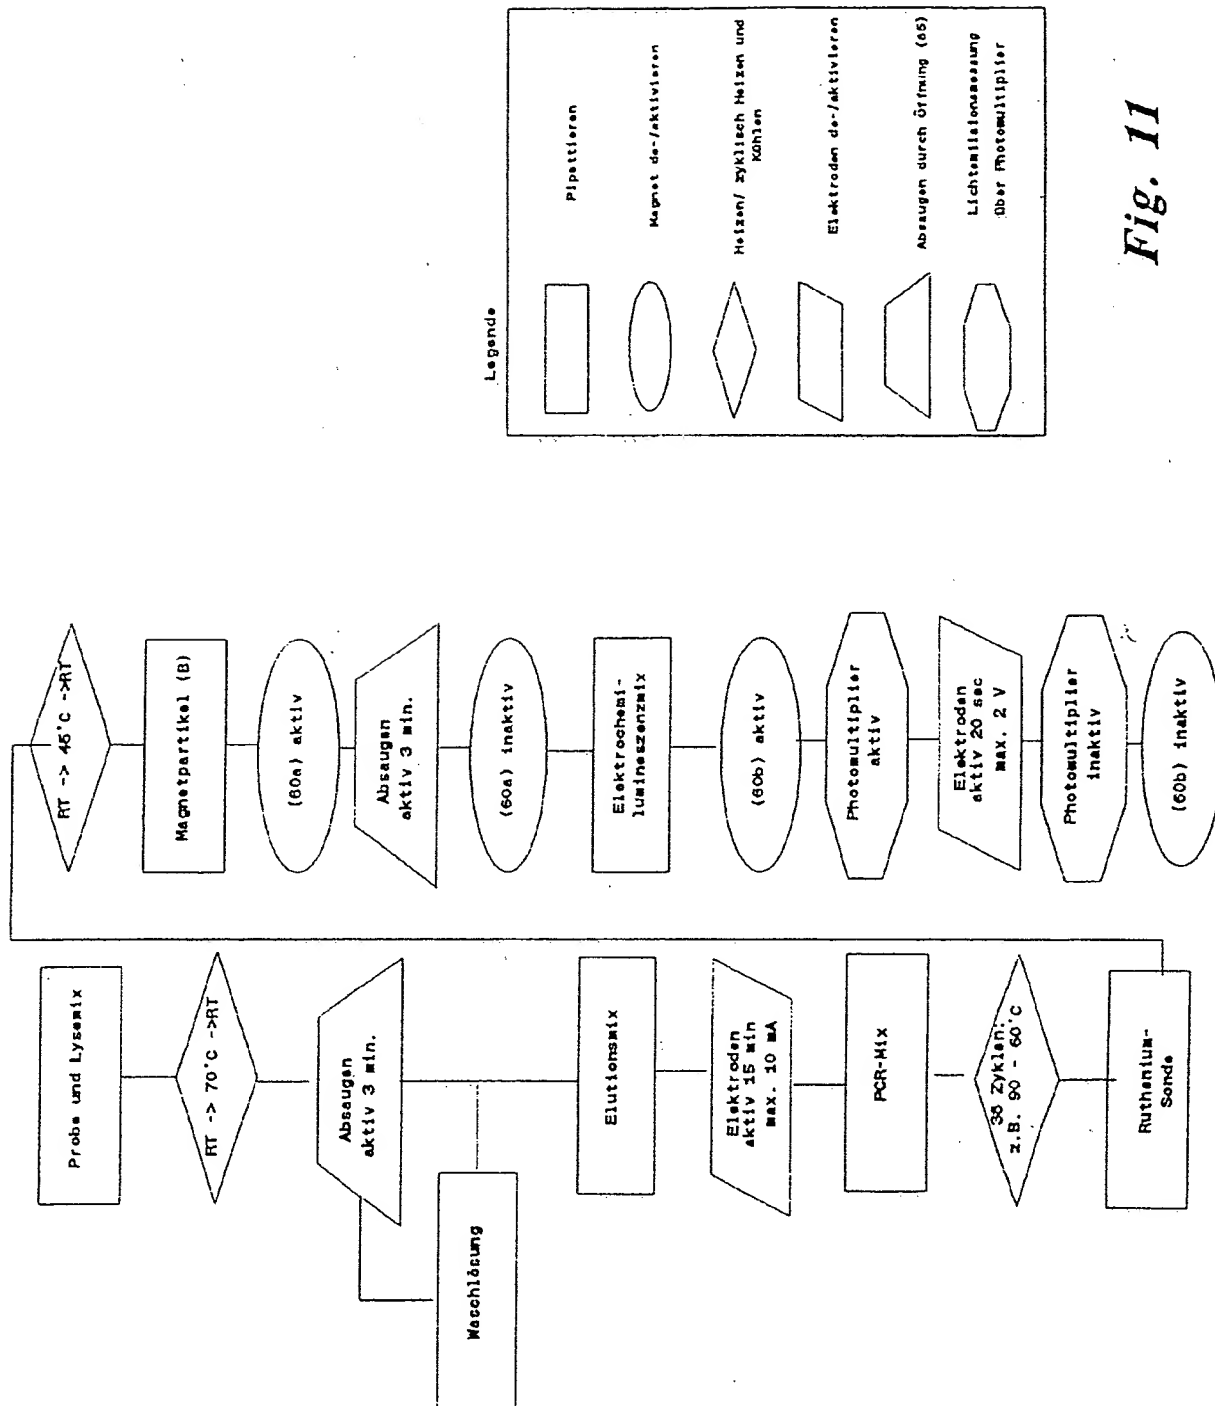 Probe und Lysemix
RT -> 70°C ->RT
Absaugen
aktiv 3 min.
Waschlösung
Elutionsmix
Elektroden
aktiv 15 min
max. 10 mA
PCR-Mix
Zyklen:
z.B. 90 - 60°C
Ruthenium-
Sonde
RT -> 45°C ->RT
Magnetpartikel (B)
(60a) aktiv
Absaugen
aktiv 3 min.
(60a) inaktiv
Elektrochemi-
lumineszenzmix
(60b) aktiv
Photomultiplier
aktiv
Elektroden
aktiv 20 sec
max. 2 V
Photomultiplier
inaktiv
(60b) inaktiv
Legende
Pipettieren
Magnet de-/aktivieren
Heizen/ zyklisch Heizen und
Kühlen
Elektroden de-/aktivieren
Absaugen durch Öffnung (65)
Lichtemissionsmessung
über Photomultiplier
Fig. 11